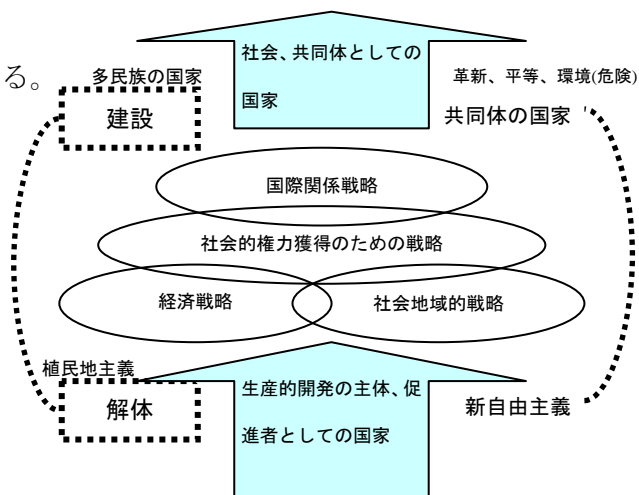 る。
社会、共同体としての
国家
多民族の国家
建設
革新、平等、環境(危険)
共同体の国家
国際関係戦略
社会的権力獲得のための戦略
経済戦略
社会地域的戦略
植民地主義
解体
生産的開発の主体、促
進者としての国家
新自由主義